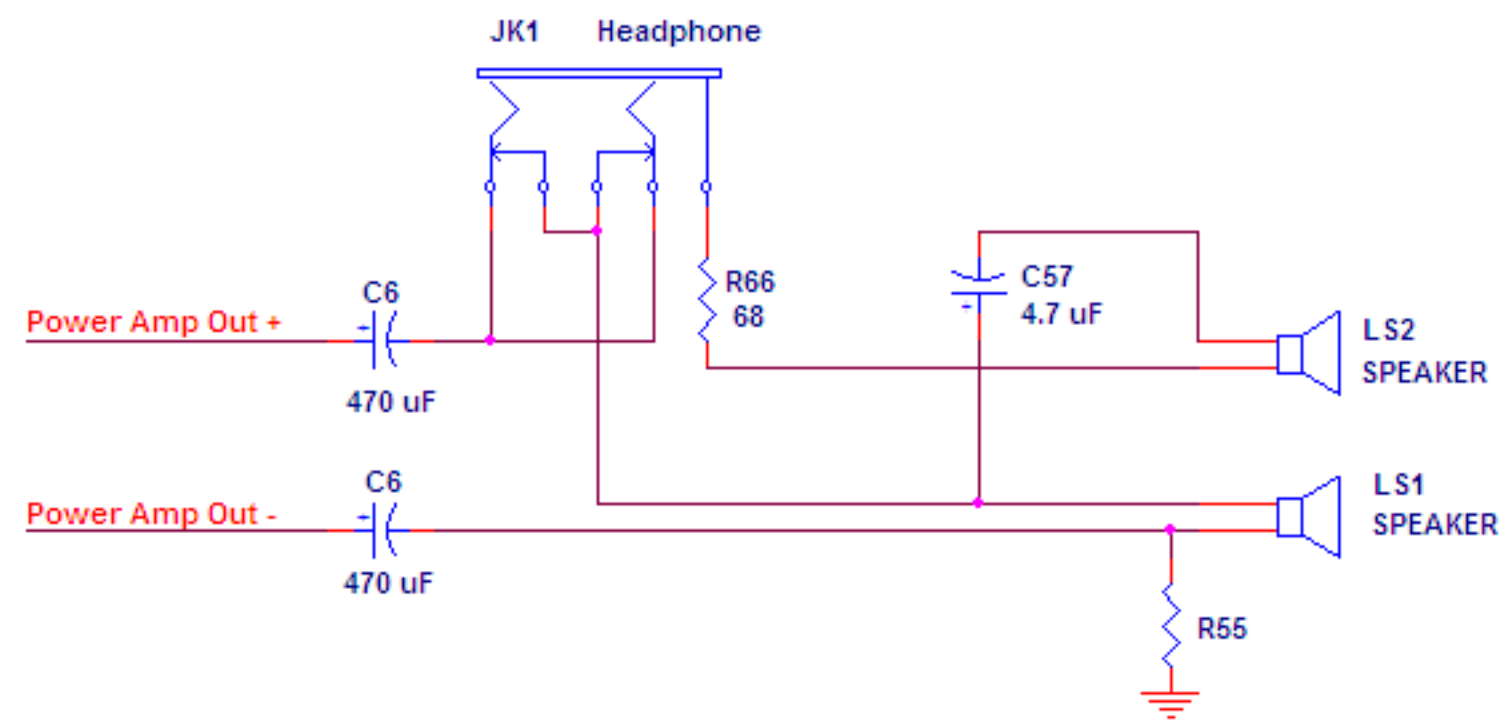 JK1 Headphone
C6
Power Amp Out +
470 uF
R66
68
C57
4.7 uF
LS2
SPEAKER
C6
Power Amp Out -
470 uF
LS1
SPEAKER
R55